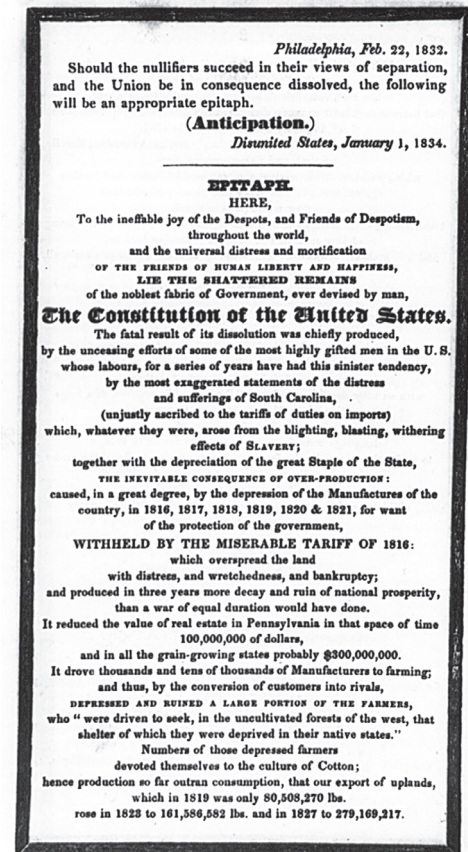 Philadelphia, Feb. 22, 1832.
Should the nullifiers succeed in their views of separation,
and the Union be in consequence dissolved, the following
will be an appropriate epitaph.
(Anticipation.)
Disunited States, January 1, 1834.
EPITAPH.
HERE,
To the ineffable joy of the Despots, and Friends of Despotism,
throughout the world,
and the universal distress and mortification
OF THE FRIENDS OF HUMAN LIBERTY AND HAPPINESS,
LIE THE SHATTERED REMAINS
of the noblest fabric of Government, ever devised by man,
The Constitution of the United States.
The fatal result of its dissolution was chiefly produced,
by the unceasing efforts of some of the most highly gifted men in the U. S.
whose labours, for a series of years have had this sinister tendency,
by the most exaggerated statements of the distress
and sufferings of South Carolina,
(unjustly ascribed to the tariffs of duties on imports)
which, whatever they were, arose from the blighting, blasting, withering
effects of SLAVERY;
together with the depreciation of the great Staple of the State,
THE INEVITABLE CONSEQUENCE OF OVER-PRODUCTION:
caused, in a great degree, by the depression of the Manufactures of the
country, in 1816, 1817, 1818, 1819, 1820 & 1821, for want
of the protection of the government,
WITHHELD BY THE MISERABLE TARIFF OF 1816:
which overspread the land
with distress, and wretchedness, and bankruptcy;
and produced in three years more decay and ruin of national prosperity,
than a war of equal duration would have done.
It reduced the value of real estate in Pennsylvania in that space of time
100,000,000 of dollars,
and in all the grain-growing states probably $300,000,000.
It drove thousands and tens of thousands of Manufacturers to farming;
and thus, by the conversion of customers into rivals,
DEPRESSED AND RUINED A LARGE PORTION OF THE FARMERS,
who "were driven to seek, in the uncultivated forests of the west, that
shelter of which they were deprived in their native states."
Numbers of those depressed farmers
devoted themselves to the culture of Cotton;
hence production so far outran consumption, that our export of uplands,
which in 1819 was only 80,508,270 lbs.
rose in 1823 to 161,586,582 lbs. and in 1827 to 279,169,217.